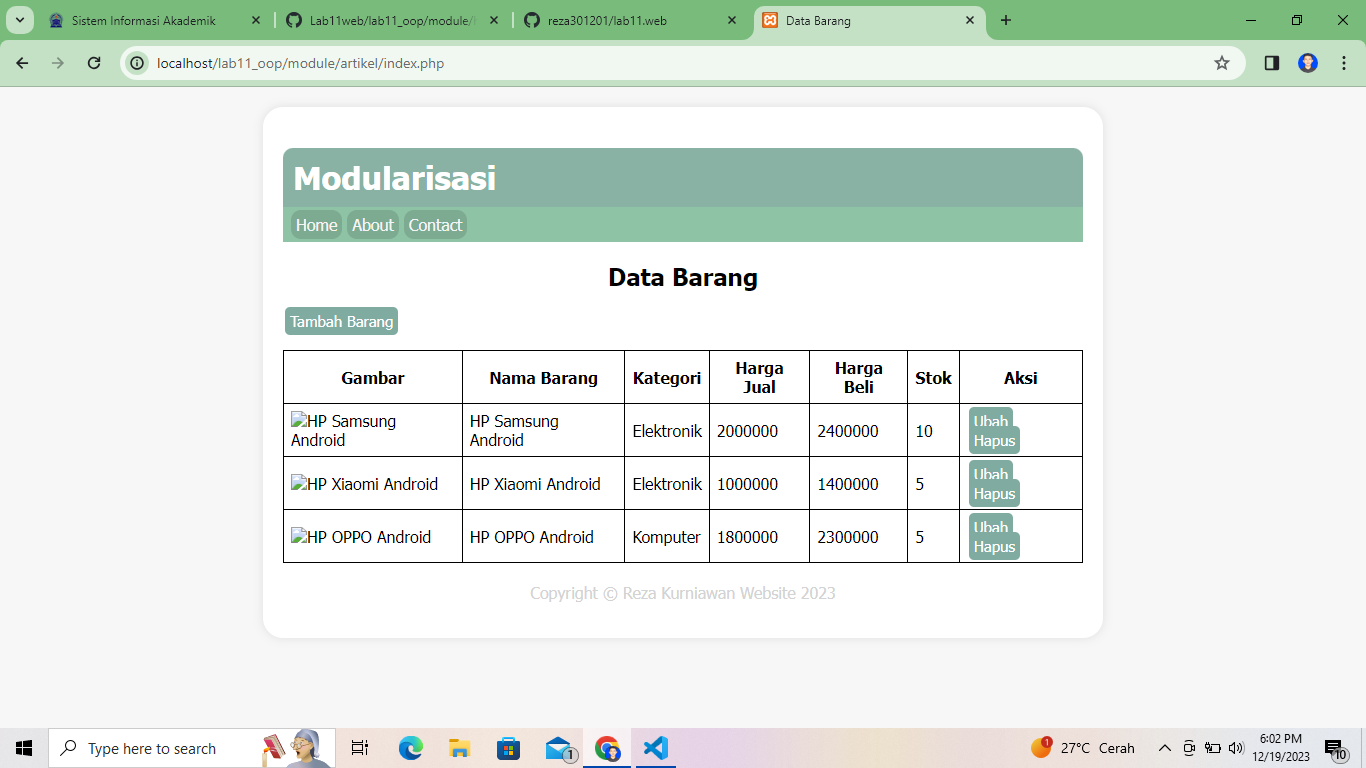 Sistem Informasi Akademik
Lab11web/lab11_oop/module/
reza301201/lab11.web
Data Barang
localhost/lab11_oop/module/artikel/index.php
Modularisasi
Home About Contact
Data Barang
Tambah Barang
Gambar Nama Barang Kategori Harga Jual Harga Beli Stok Aksi
HP Samsung Android HP Samsung Android Elektronik 2000000 2400000 10 Ubah Hapus
HP Xiaomi Android HP Xiaomi Android Elektronik 1000000 1400000 5 Ubah Hapus
HP OPPO Android HP OPPO Android Komputer 1800000 2300000 5 Ubah Hapus
Copyright © Reza Kurniawan Website 2023
Type here to search
1
1
27°C Cerah
6:02 PM
12/19/2023
10